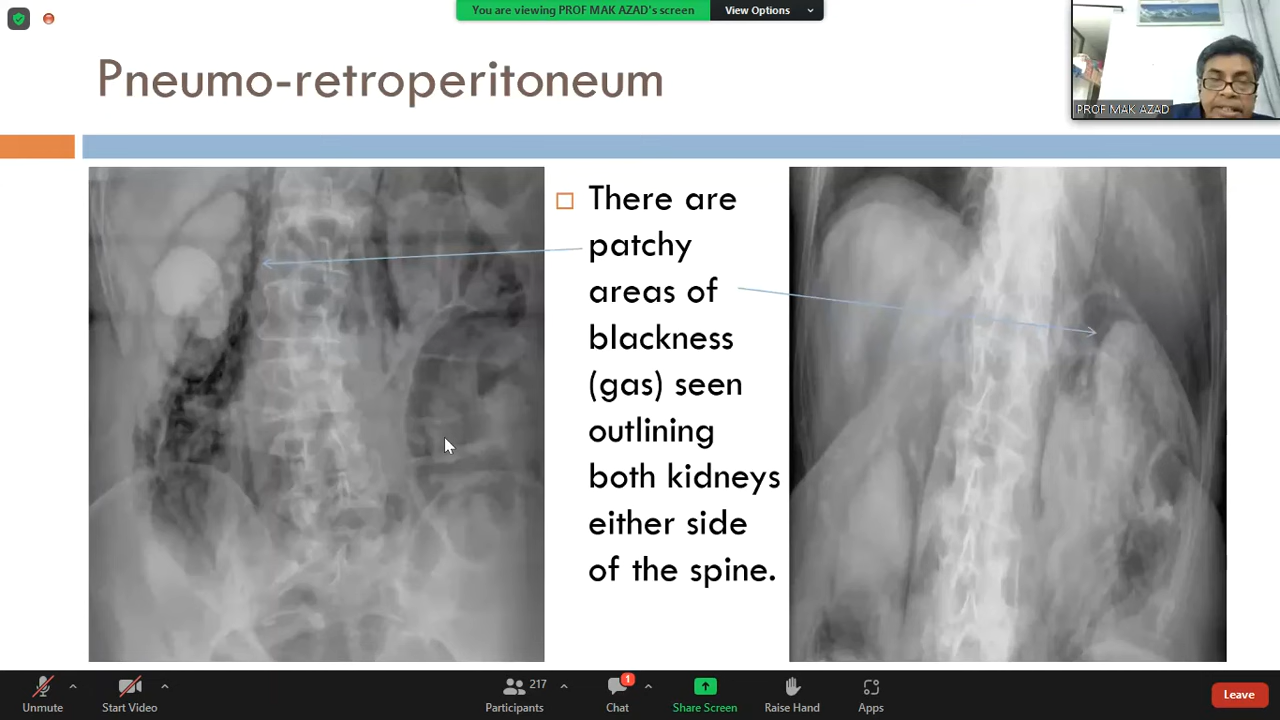 You are viewing PROF MAK AZAD's screen
View Options
PROF MAK AZAD
Pneumo-retroperitoneum
There are
patchy
areas of
blackness
(gas) seen
outlining
both kidneys
either side
of the spine.
Unmute
Start Video
217
Participants
1
Chat
Share Screen
Raise Hand
Apps
Leave